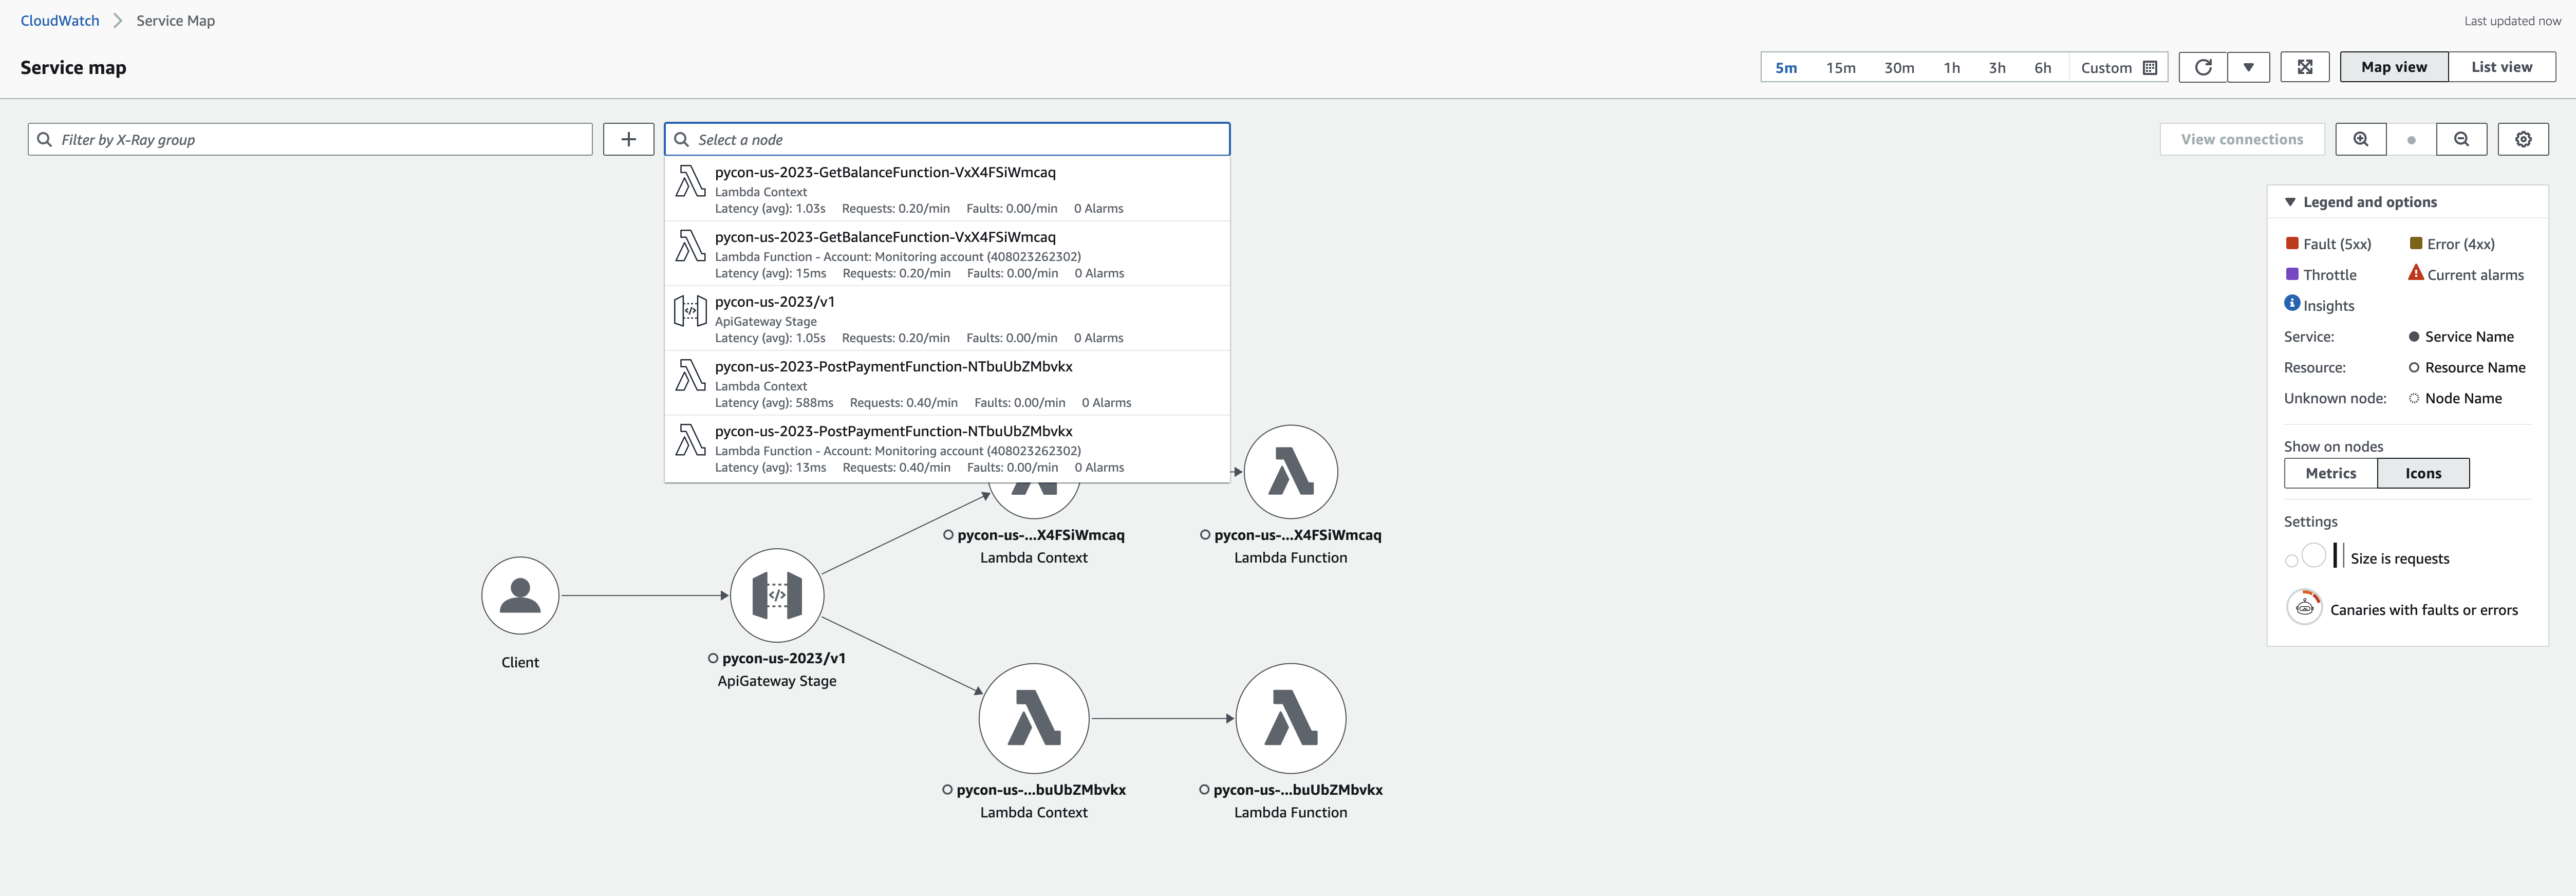 CloudWatch
Service Map
Last updated now
Service map
5m 15m 30m 1h 3h 6h Custom
Map view List view
Filter by X-Ray group
Select a node
View connections
pycon-us-2023-GetBalanceFunction-VxX4FSiWmcaq
Lambda Context
Latency (avg): 1.03s Requests: 0.20/min Faults: 0.00/min 0 Alarms
pycon-us-2023-GetBalanceFunction-VxX4FSiWmcaq
Lambda Function - Account: Monitoring account (408023262302)
Latency (avg): 15ms Requests: 0.20/min Faults: 0.00/min 0 Alarms
pycon-us-2023/v1
ApiGateway Stage
Latency (avg): 1.05s Requests: 0.20/min Faults: 0.00/min 0 Alarms
pycon-us-2023-PostPaymentFunction-NTbuUbZMbvkx
Lambda Context
Latency (avg): 588ms Requests: 0.40/min Faults: 0.00/min 0 Alarms
pycon-us-2023-PostPaymentFunction-NTbuUbZMbvkx
Lambda Function - Account: Monitoring account (408023262302)
Latency (avg): 13ms Requests: 0.40/min Faults: 0.00/min 0 Alarms
pycon-us-...X4FSiWmcaq
Lambda Context
pycon-us-...X4FSiWmcaq
Lambda Function
Client
pycon-us-2023/v1
ApiGateway Stage
pycon-us-...buUbZMbvkx
Lambda Context
pycon-us-...buUbZMbvkx
Lambda Function
Legend and options
Fault (5xx) Error (4xx)
Throttle Current alarms
Insights
Service: Service Name
Resource: Resource Name
Unknown node: Node Name
Show on nodes
Metrics Icons
Settings
Size is requests
Canaries with faults or errors